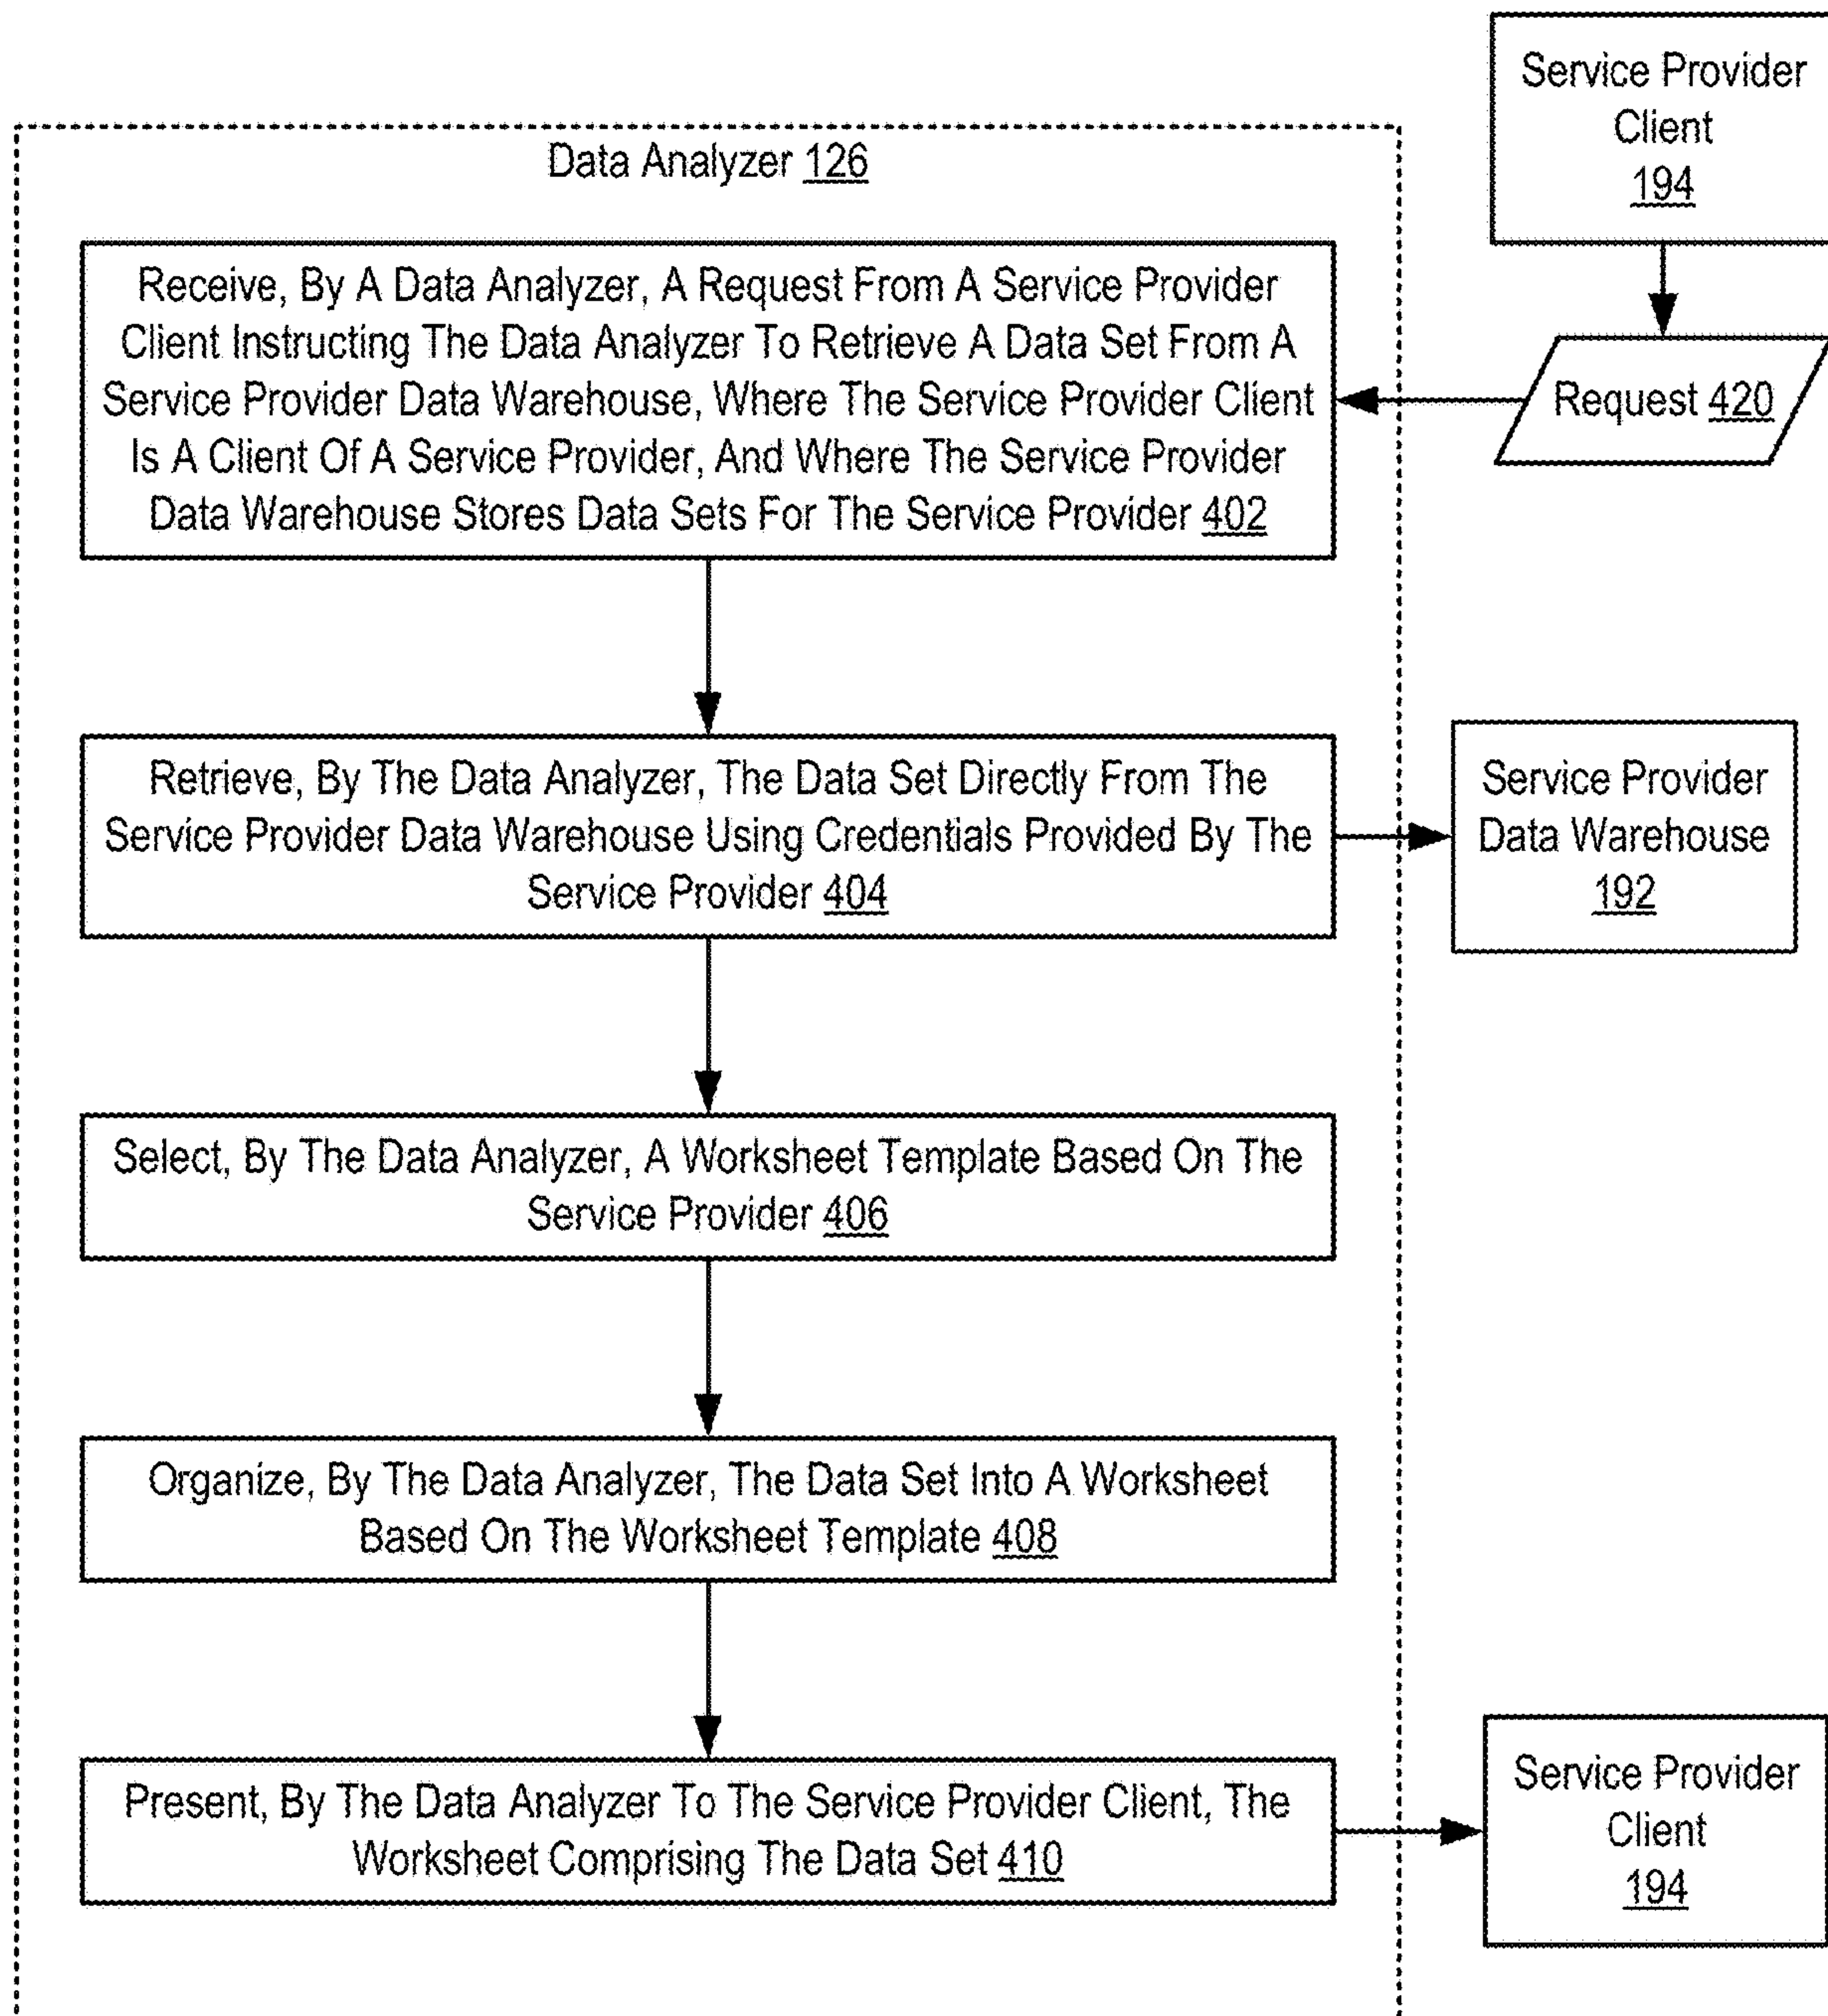 Service Provider
Client
194
Data Analyzer 126
Receive, By A Data Analyzer, A Request From A Service Provider
Client Instructing The Data Analyzer To Retrieve A Data Set From A
Service Provider Data Warehouse, Where The Service Provider Client
Is A Client Of A Service Provider, And Where The Service Provider
Data Warehouse Stores Data Sets For The Service Provider 402
Request 420
Retrieve, By The Data Analyzer, The Data Set Directly From The
Service Provider Data Warehouse Using Credentials Provided By The
Service Provider 404
Service Provider
Data Warehouse
192
Select, By The Data Analyzer, A Worksheet Template Based On The
Service Provider 406
Organize, By The Data Analyzer, The Data Set Into A Worksheet
Based On The Worksheet Template 408
Present, By The Data Analyzer To The Service Provider Client, The
Worksheet Comprising The Data Set 410
Service Provider
Client
194